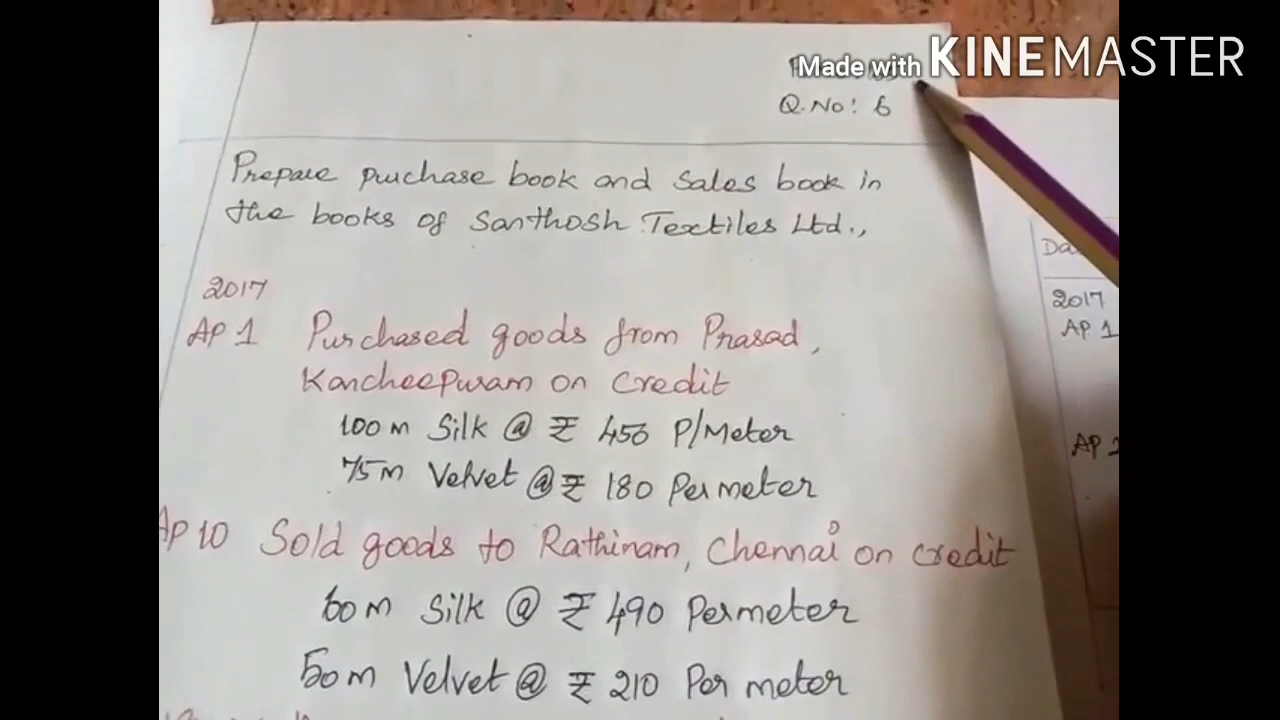 Made with KINEMASTER
Q.No: 6
Prepare purchase book and Sales book in
the books of Santhosh Textiles Ltd.,
2017
AP 1 Purchased goods from Prasad,
Kancheepuram on credit
100 m Silk @ ₹ 450 P/Meter
75 m Velvet @ ₹ 180 Per meter
AP 10 Sold goods to Rathinam, Chennai on credit
60 m Silk @ ₹ 490 Permeter
50 m Velvet @ ₹ 210 Per meter
2017
AP 1
AP